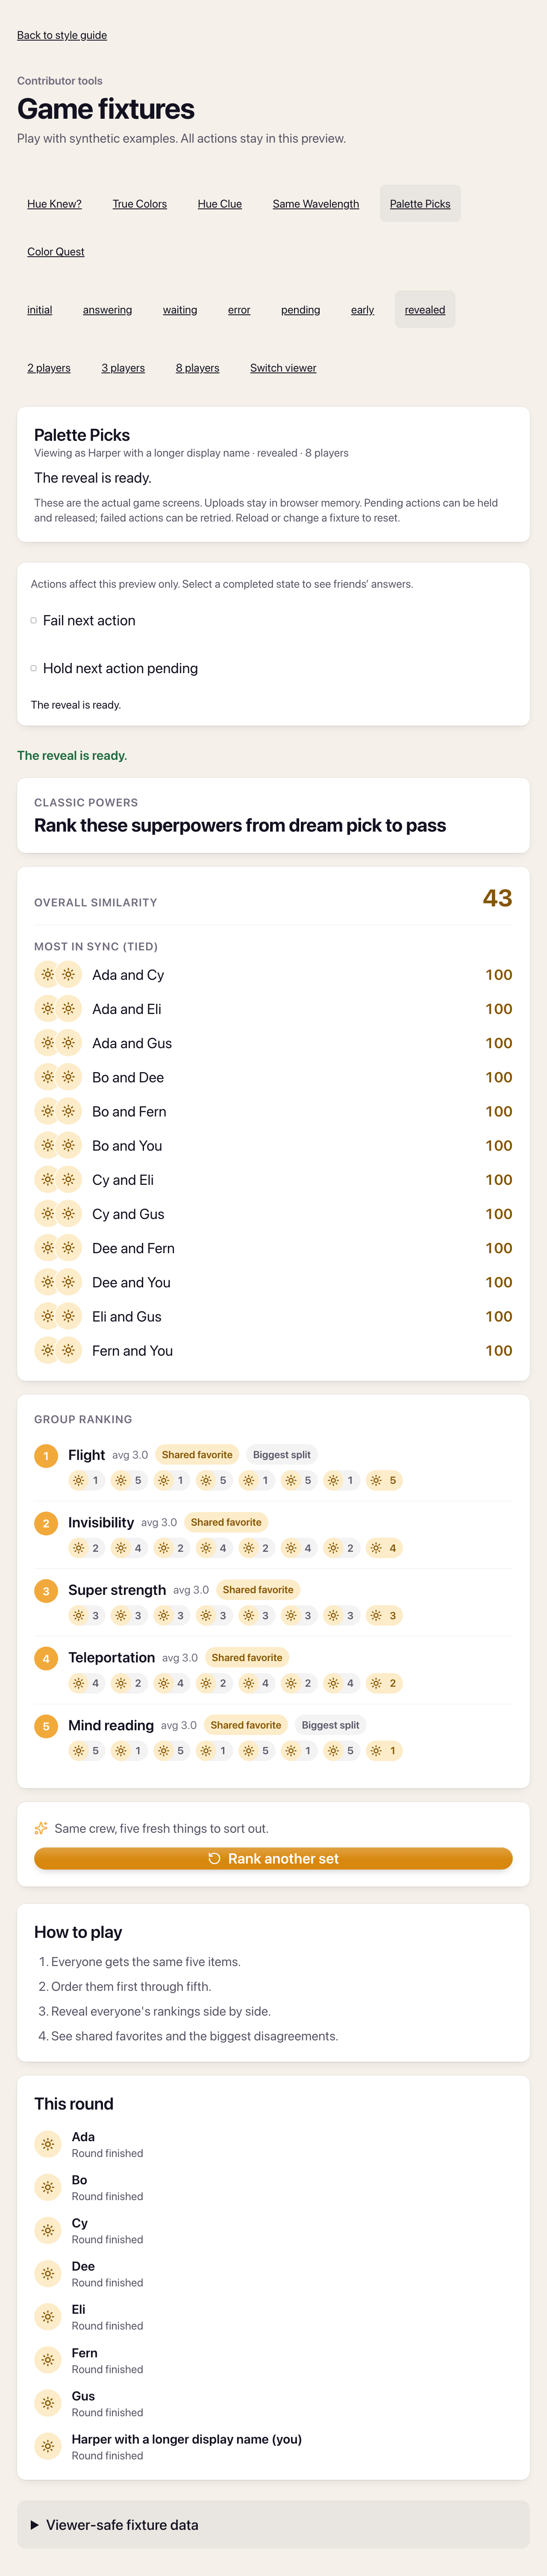 Back to style guide
Contributor tools
Game fixtures
Play with synthetic examples. All actions stay in this preview.
Hue Knew? True Colors Hue Clue Same Wavelength Palette Picks
Color Quest
initial answering waiting error pending early revealed
2 players 3 players 8 players Switch viewer
Palette Picks
Viewing as Harper with a longer display name · revealed · 8 players
The reveal is ready.
These are the actual game screens. Uploads stay in browser memory. Pending actions can be held
and released; failed actions can be retried. Reload or change a fixture to reset.
Actions affect this preview only. Select a completed state to see friends’ answers.
Fail next action
Hold next action pending
The reveal is ready.
The reveal is ready.
CLASSIC POWERS
Rank these superpowers from dream pick to pass
OVERALL SIMILARITY 43
MOST IN SYNC (TIED)
Ada and Cy 100
Ada and Eli 100
Ada and Gus 100
Bo and Dee 100
Bo and Fern 100
Bo and You 100
Cy and Eli 100
Cy and Gus 100
Dee and Fern 100
Dee and You 100
Eli and Gus 100
Fern and You 100
GROUP RANKING
1 Flight avg 3.0 Shared favorite Biggest split
1 5 1 5 1 5 1 5
2 Invisibility avg 3.0 Shared favorite
2 4 2 4 2 4 2 4
3 Super strength avg 3.0 Shared favorite
3 3 3 3 3 3 3 3
4 Teleportation avg 3.0 Shared favorite
4 2 4 2 4 2 4 2
5 Mind reading avg 3.0 Shared favorite Biggest split
5 1 5 1 5 1 5 1
Same crew, five fresh things to sort out.
Rank another set
How to play
1. Everyone gets the same five items.
2. Order them first through fifth.
3. Reveal everyone's rankings side by side.
4. See shared favorites and the biggest disagreements.
This round
Ada
Round finished
Bo
Round finished
Cy
Round finished
Dee
Round finished
Eli
Round finished
Fern
Round finished
Gus
Round finished
Harper with a longer display name (you)
Round finished
Viewer-safe fixture data